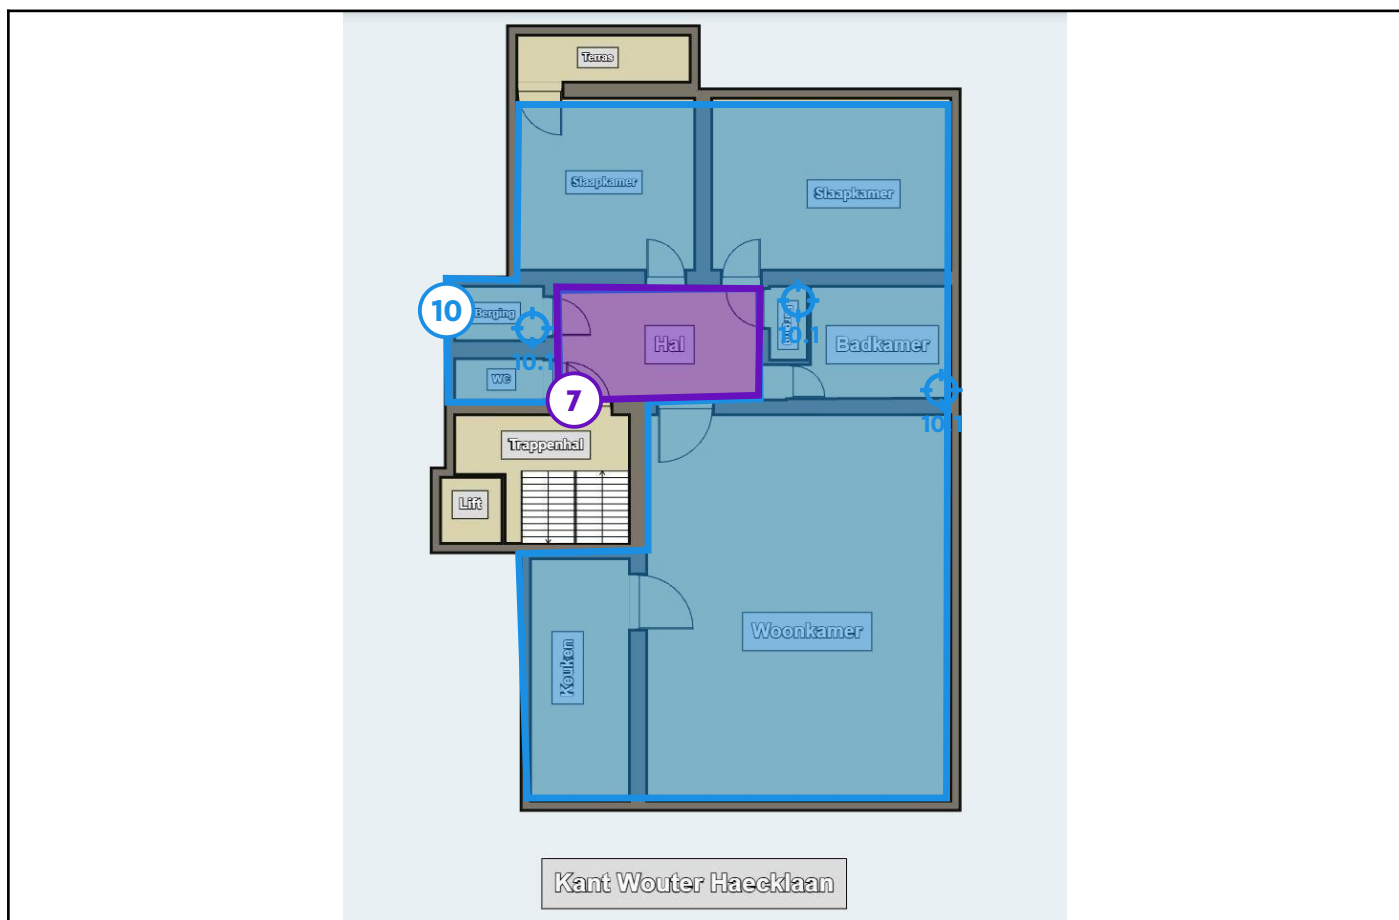 Terras
Slaapkamer
Slaapkamer
10
Berging
10.1
10.1
Hal
Badkamer
WC
7
10.1
Trappenhal
Lift
Keuken
Woonkamer
Kant Wouter Haecklaan